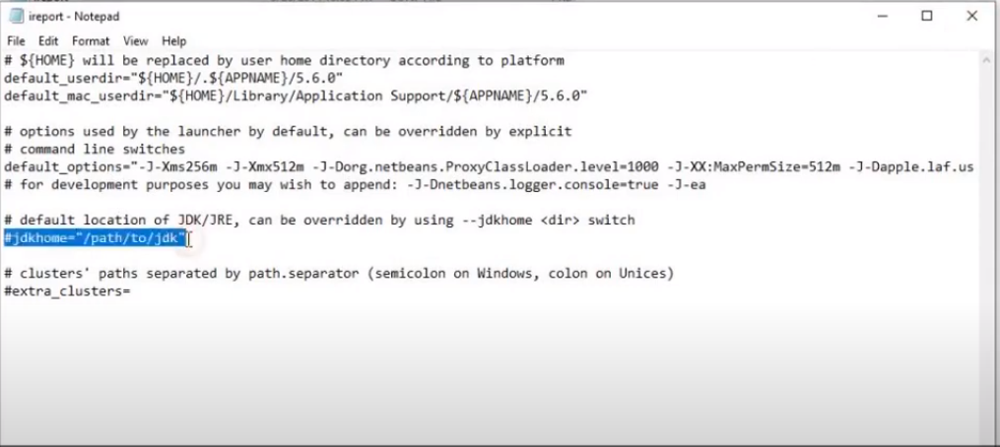 ireport - Notepad
File Edit Format View Help
# ${HOME} will be replaced by user home directory according to platform
default_userdir="${HOME}/.${APPNAME}/5.6.0"
default_mac_userdir="${HOME}/Library/Application Support/${APPNAME}/5.6.0"
# options used by the launcher by default, can be overridden by explicit
# command line switches
default_options="-J-Xms256m -J-Xmx512m -J-Dorg.netbeans.ProxyClassLoader.level=1000 -J-XX:MaxPermSize=512m -J-Dapple.laf.us
# for development purposes you may wish to append: -J-Dnetbeans.logger.console=true -J-ea
# default location of JDK/JRE, can be overridden by using --jdkhome <dir> switch
#jdkhome="/path/to/jdk"
# clusters' paths separated by path.separator (semicolon on Windows, colon on Unices)
#extra_clusters=